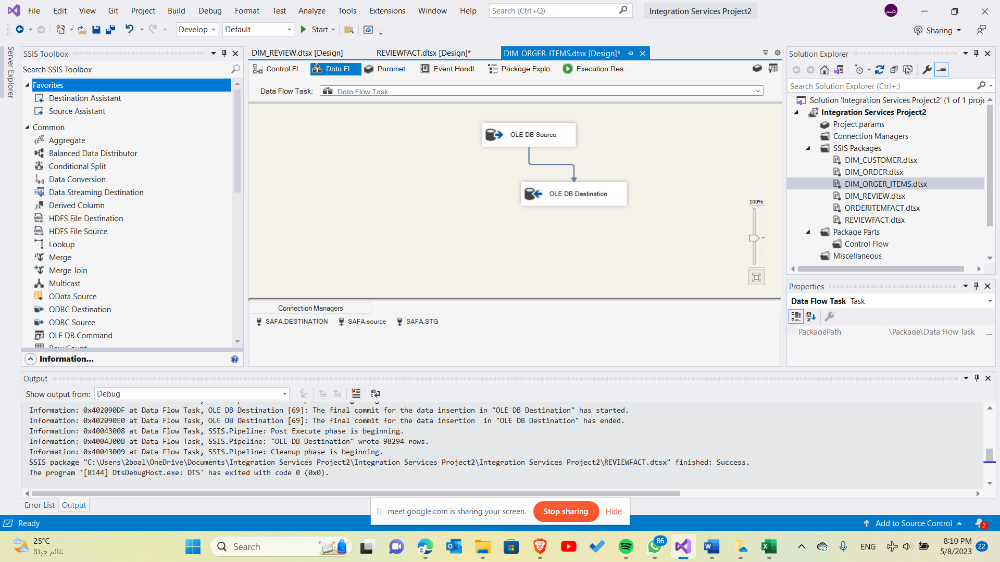 File Edit View Git Project Build Debug Format Test Analyze Tools Extensions Window Help Search (Ctrl+Q) Integration Services Project2 صم
Develop Default Start Sharing
Server Explorer
SSIS Toolbox
Search SSIS Toolbox
Favorites
Destination Assistant
Source Assistant
Common
Aggregate
Balanced Data Distributor
Conditional Split
Data Conversion
Data Streaming Destination
Derived Column
HDFS File Destination
HDFS File Source
Lookup
Merge
Merge Join
Multicast
OData Source
ODBC Destination
ODBC Source
OLE DB Command
Row Count
Information...
DIM_REVIEW.dtsx [Design] REVIEWFACT.dtsx [Design]* DIM_ORGER_ITEMS.dtsx [Design]*
Control Fl... Data Fl... Paramet... Event Handl... Package Explo... Execution Res...
Data Flow Task: Data Flow Task
OLE DB Source
OLE DB Destination
100%
Connection Managers
SAFA.DESTINATION SAFA.source SAFA.STG
Solution Explorer
Search Solution Explorer (Ctrl+;)
Solution 'Integration Services Project2' (1 of 1 proje
Integration Services Project2
Project.params
Connection Managers
SSIS Packages
DIM_CUSTOMER.dtsx
DIM_ORDER.dtsx
DIM_ORGER_ITEMS.dtsx
DIM_REVIEW.dtsx
ORDERITEMFACT.dtsx
REVIEWFACT.dtsx
Package Parts
Control Flow
Miscellaneous
Properties
Data Flow Task Task
PackagePath \Package\Data Flow Task
Output
Show output from: Debug
Information: 0x402090DF at Data Flow Task, OLE DB Destination [69]: The final commit for the data insertion in "OLE DB Destination" has started.
Information: 0x402090E0 at Data Flow Task, OLE DB Destination [69]: The final commit for the data insertion  in "OLE DB Destination" has ended.
Information: 0x40043008 at Data Flow Task, SSIS.Pipeline: Post Execute phase is beginning.
Information: 0x4004300B at Data Flow Task, SSIS.Pipeline: "OLE DB Destination" wrote 98294 rows.
Information: 0x40043009 at Data Flow Task, SSIS.Pipeline: Cleanup phase is beginning.
SSIS package "C:\Users\2boal\OneDrive\Documents\Integration Services Project2\Integration Services Project2\Integration Services Project2\REVIEWFACT.dtsx" finished: Success.
The program '[8144] DtsDebugHost.exe: DTS' has exited with code 0 (0x0).
Error List Output
meet.google.com is sharing your screen. Stop sharing Hide
Ready Add to Source Control 2
25°C
غائم جزئيًا
Search
86
ENG
8:10 PM
5/8/2023
22